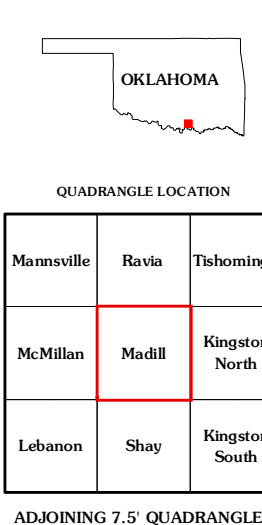 OKLAHOMA
QUADRANGLE LOCATION
Mannsville Ravia Tishoming
McMillan Madill Kingston North
Lebanon Shay Kingston South
ADJOINING 7.5' QUADRANGLE